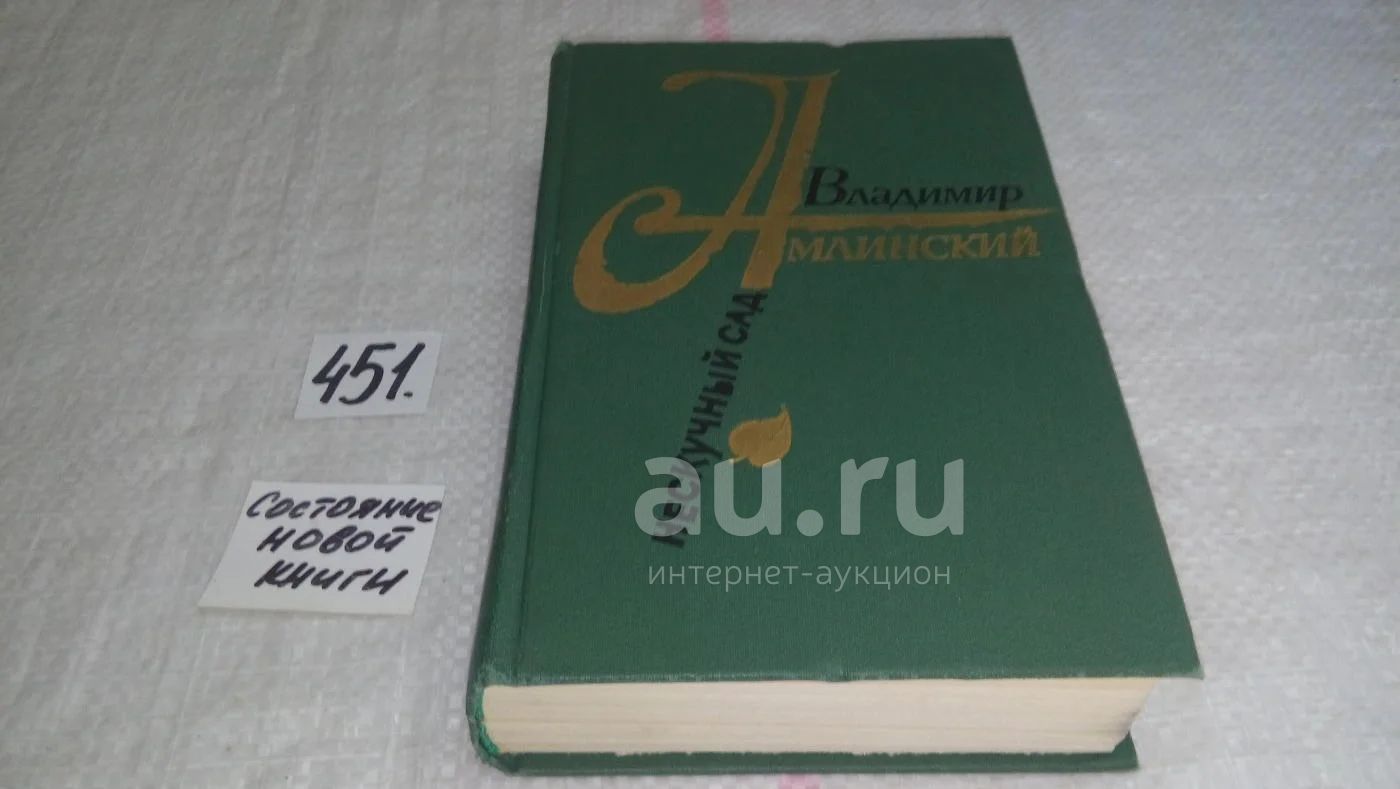 Владимир
Амлинский
Нескучный сад
451.
Состояние
новой
книги
au.ru
интернет-аукцион